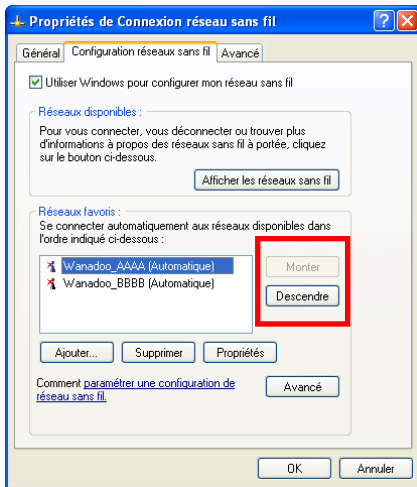 Propriétés de Connexion réseau sans fil
Général Configuration réseaux sans fil Avancé
Utiliser Windows pour configurer mon réseau sans fil
Réseaux disponibles :
Pour vous connecter, vous déconnecter ou trouver plus
d'informations à propos des réseaux sans fil à portée, cliquez
sur le bouton ci-dessous.
Afficher les réseaux sans fil
Réseaux favoris :
Se connecter automatiquement aux réseaux disponibles dans
l'ordre indiqué ci-dessous :
Wanadoo_AAAA (Automatique)
Wanadoo_BBBB (Automatique)
Monter
Descendre
Ajouter... Supprimer Propriétés
Comment paramétrer une configuration de
réseau sans fil.
Avancé
OK Annuler